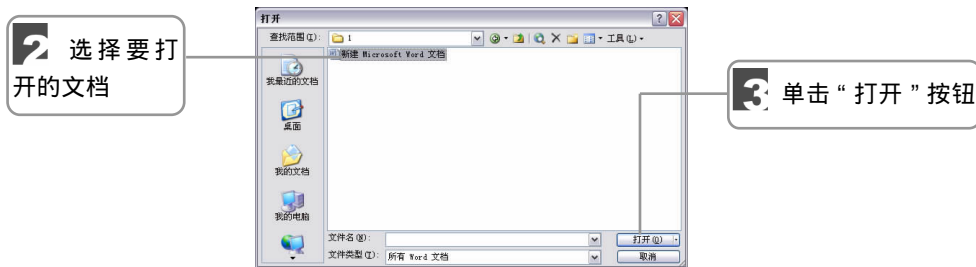 打开
查找范围(I):
1
工具(L)
新建 Microsoft Word 文档
我最近的文档
桌面
我的文档
我的电脑
文件名(N):
打开(O)
文件类型(T):
所有 Word 文档
取消
2 选择要打
开的文档
3 单击“打开”按钮